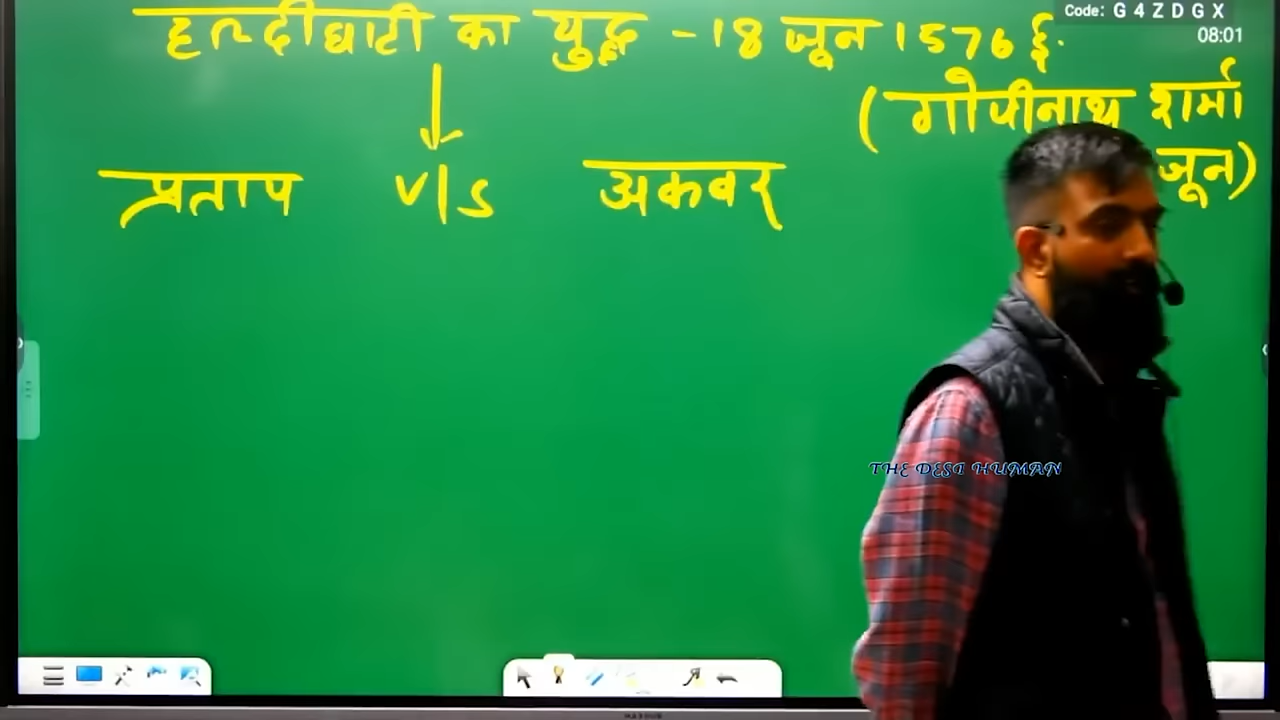 Code: G 4 Z D G X
08:01
हल्दीघाटी का युद्ध - 18 जून 1576 ई.
(गोपीनाथ शर्मा
जून)
प्रताप v/s अकबर
THE DESI HUMAN